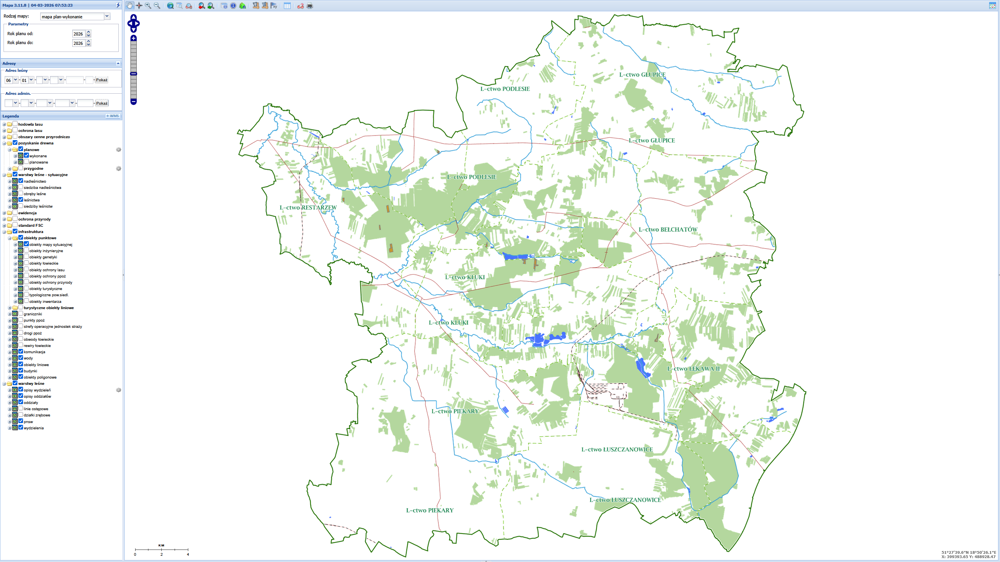 Mapa 3.11.8 | 04-03-2026 07:52:23
Rodzaj mapy: mapa plan-wykonanie
Parametry
Rok planu od: 2026
Rok planu do: 2026
Adresy
Adres leśny
06 - 01 - - - - Pokaż
Adres admin.
- - - - Pokaż
Legenda + WMS
hodowla lasu
ochrona lasu
obszary cenne przyrodniczo
pozyskanie drewna
planowe
wykonane
planowane
przygodne
warstwy leśne - sytuacyjne
nadleśnictwo
siedziba nadleśnictwa
obręby leśne
leśnictwa
siedziby leśnictw
ewidencja
ochrona przyrody
standard FSC
infrastruktura
obiekty punktowe
obiekty mapy sytuacyjnej
obiekty inżynieryjne
obiekty genetyki
obiekty łowieckie
obiekty ochrony lasu
obiekty ochrony ppoż
obiekty ochrony przyrody
obiekty turystyczne
typologiczne pow.siedl.
obiekty inwentarza
turystyczne obiekty liniowe
graniczniki
punkty ppoż
strefy operacyjne jednostek straży
drogi ppoż
obwody łowieckie
rewiry łowieckie
komunikacja
wody
obiekty liniowe
budynki
obiekty poligonowe
warstwy leśne
opisy wydzieleń
opisy oddziałów
oddziały
linie ostępowe
działki zrębowe
pnsw
wydzielenia
xy
L-ctwo GŁUPICE
L-ctwo PODLESIE
L-ctwo GŁUPICE
L-ctwo PODLESIE
L-ctwo RESTARZEW
L-ctwo BEŁCHATÓW
L-ctwo KLUKI
L-ctwo KLUKI
L-ctwo ŁĘKAWA II
L-ctwo PIEKARY
L-ctwo ŁUSZCZANOWICE
L-ctwo ŁUSZCZANOWICE
L-ctwo PIEKARY
KM
0 2 4
51°27'39.6"N 18°50'26.1"E
X: 399393.65 Y: 488928.47